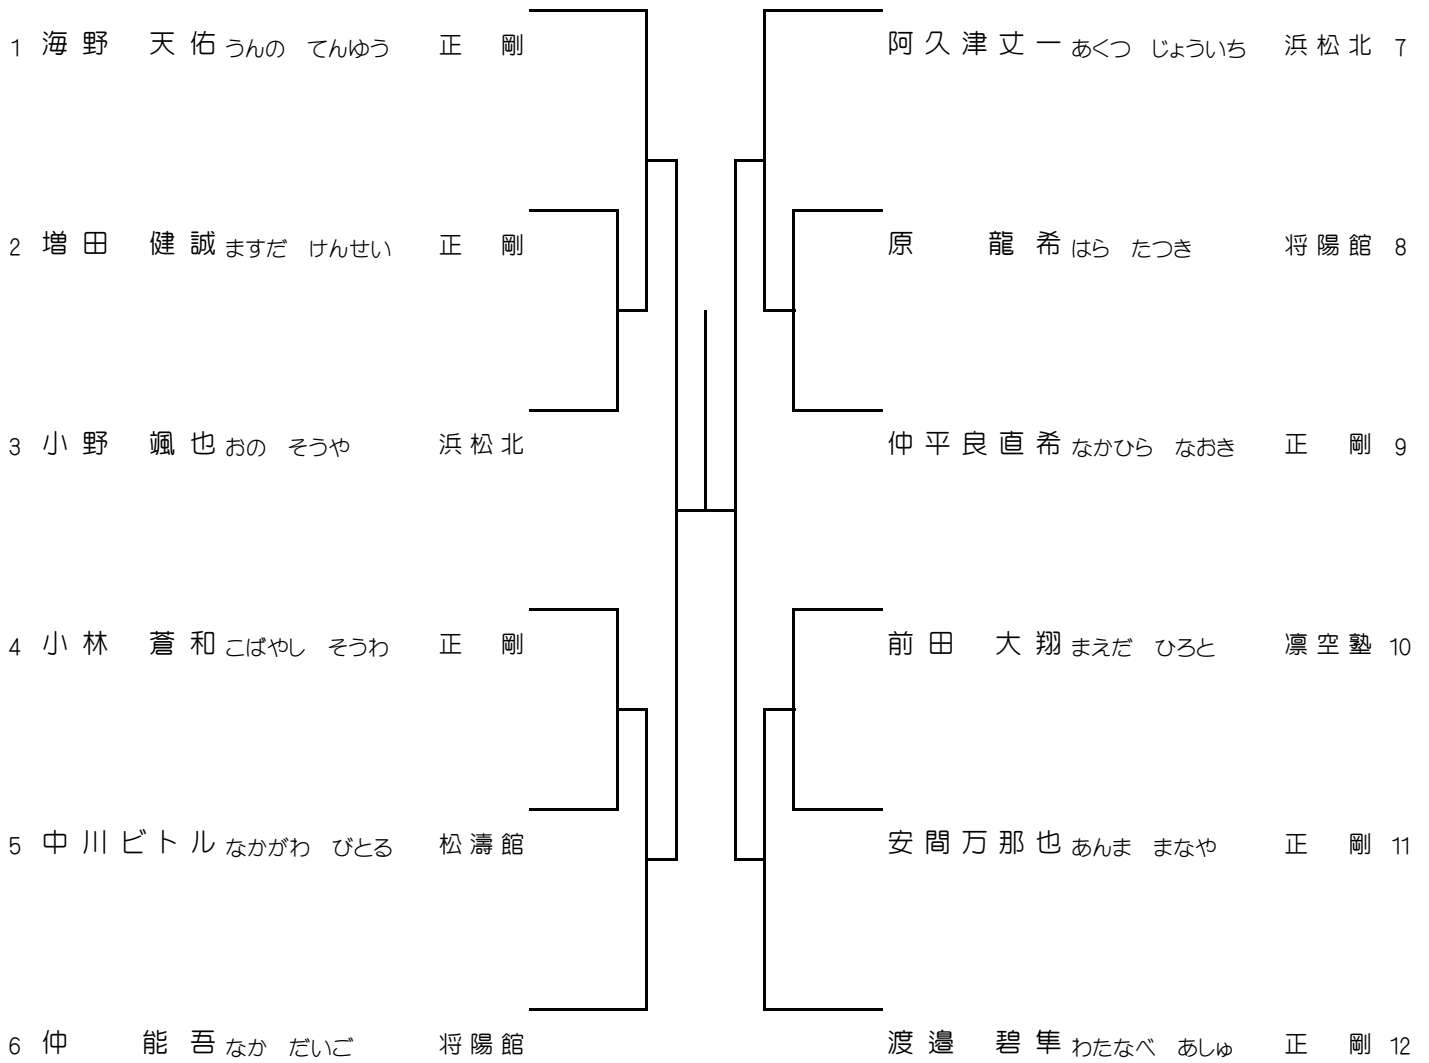 1 海野 天佑 うんの てんゆう 正 剛
2 増田 健誠 ますだ けんせい 正 剛
3 小野 颯也 おの そうや 浜松北
4 小林 蒼和 こばやし そうわ 正 剛
5 中川ビトル なかがわ びとる 松濤館
6 仲 能吾 なか だいご 将陽館
阿久津丈一 あくつ じょういち 浜松北 7
原 龍希 はら たつき 将陽館 8
仲平良直希 なかひら なおき 正 剛 9
前田 大翔 まえだ ひろと 凛空塾 10
安間万那也 あんま まなや 正 剛 11
渡邉 碧隼 わたなべ あしゅ 正 剛 12